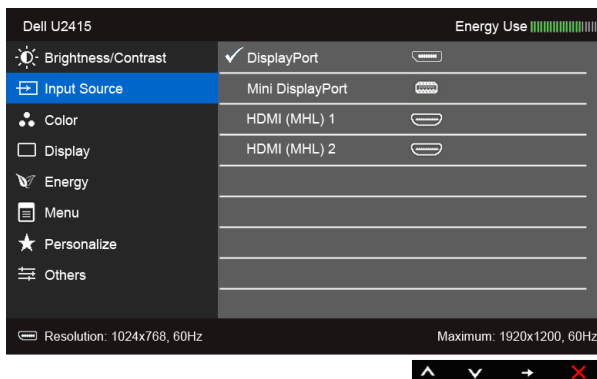 Dell U2415 Energy Use
Brightness/Contrast DisplayPort
Input Source Mini DisplayPort
Color HDMI (MHL) 1
Display HDMI (MHL) 2
Energy
Menu
Personalize
Others
Resolution: 1024x768, 60Hz Maximum: 1920x1200, 60Hz